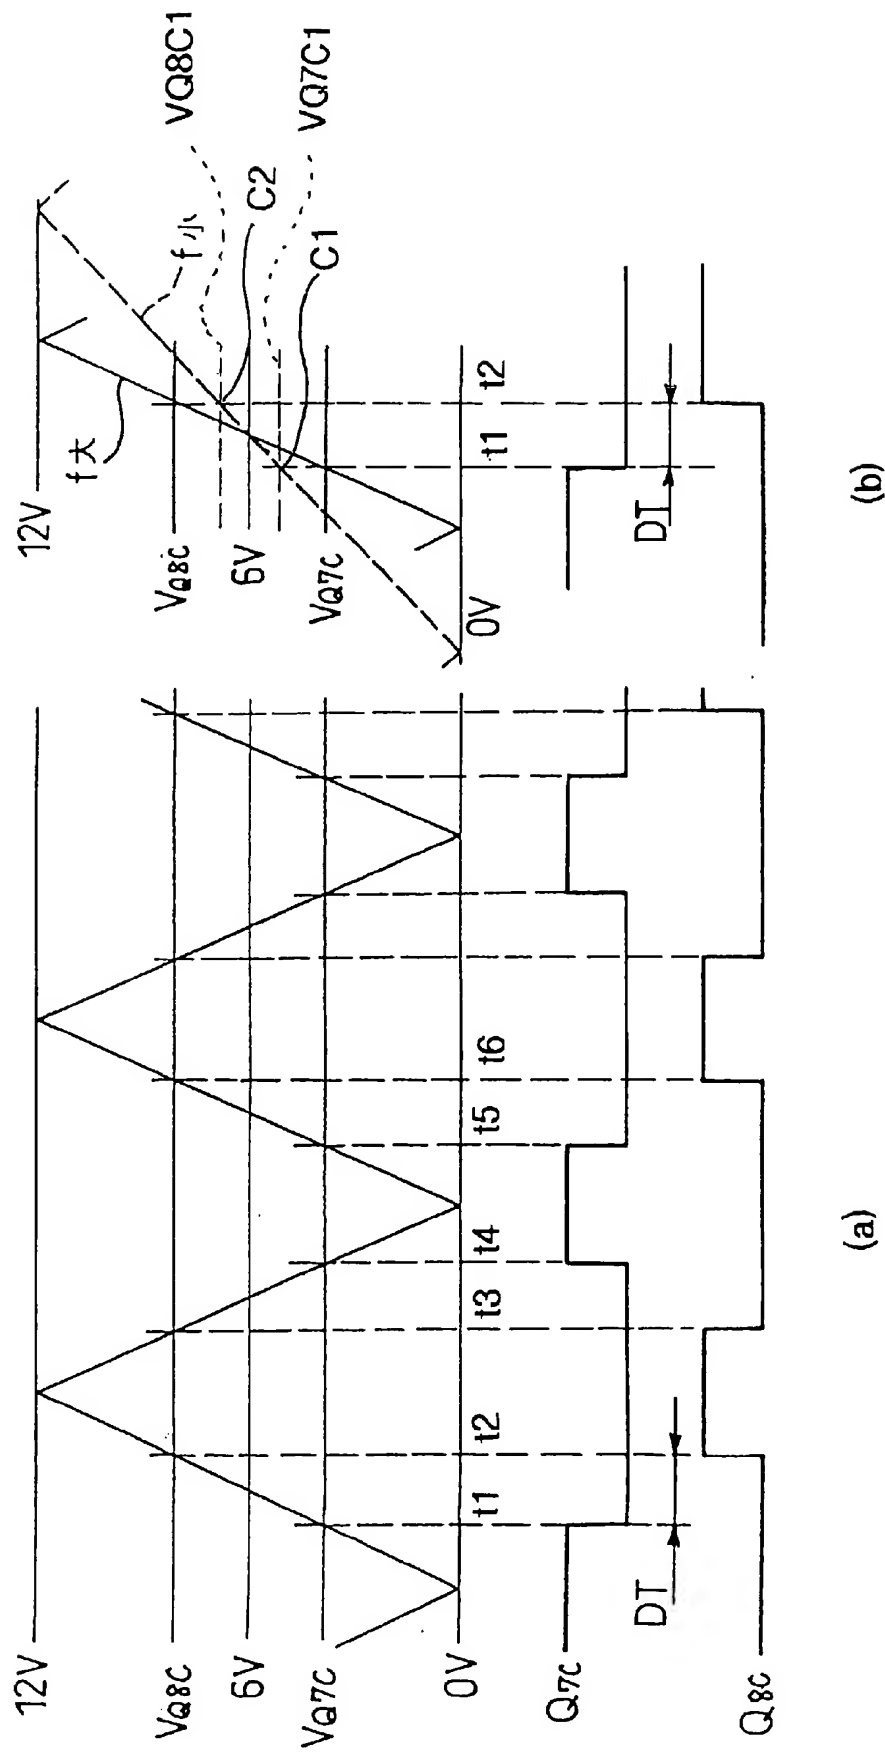 12V
VQ8C
6V
VQ7C
0V
t1
t2
t3
t4
t5
t6
Q7C
DT
Q8C
(a)
12V
f大
f小
VQ8C1
VQ8C
C2
6V
VQ7C1
VQ7C
C1
0V
t1
t2
DT
(b)